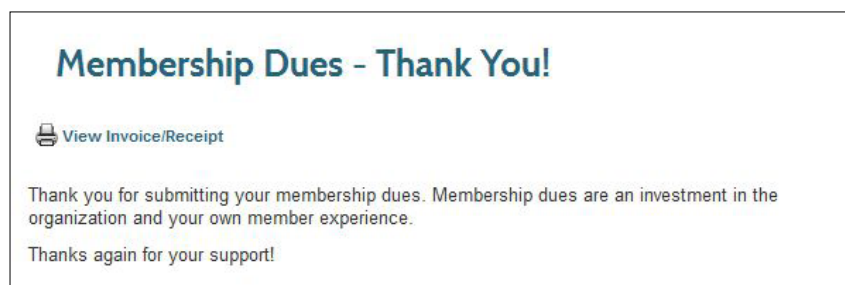 Membership Dues - Thank You!
View Invoice/Receipt
Thank you for submitting your membership dues. Membership dues are an investment in the
organization and your own member experience.
Thanks again for your support!